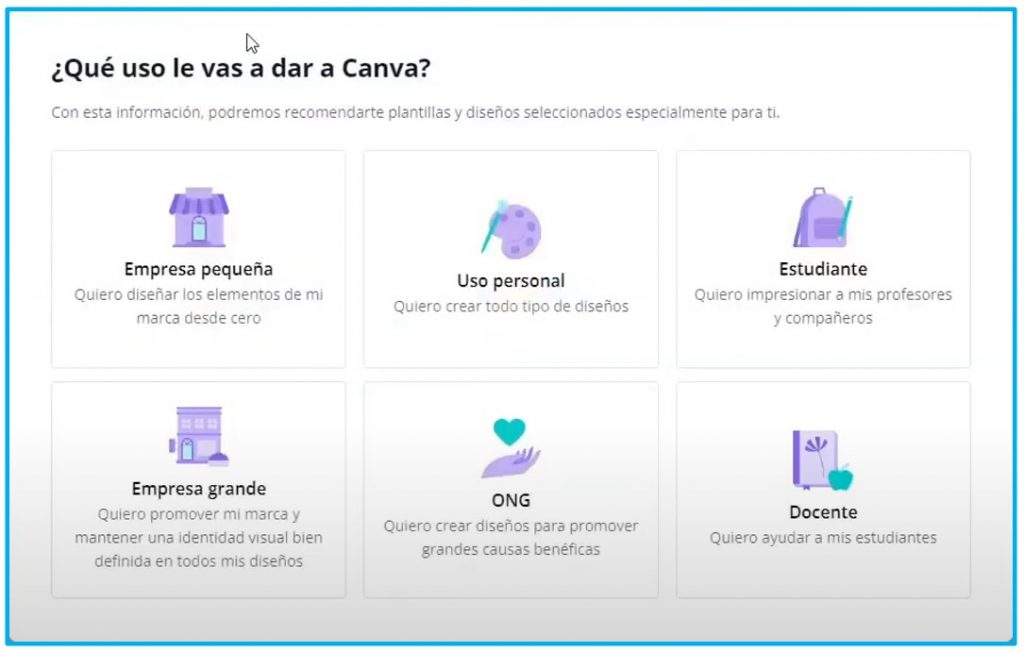 ¿Qué uso le vas a dar a Canva?
Con esta información, podremos recomendarte plantillas y diseños seleccionados especialmente para ti.
Empresa pequeña
Quiero diseñar los elementos de mi
marca desde cero
Uso personal
Quiero crear todo tipo de diseños
Estudiante
Quiero impresionar a mis profesores
y compañeros
Empresa grande
Quiero promover mi marca y
mantener una identidad visual bien
definida en todos mis diseños
ONG
Quiero crear diseños para promover
grandes causas benéficas
Docente
Quiero ayudar a mis estudiantes